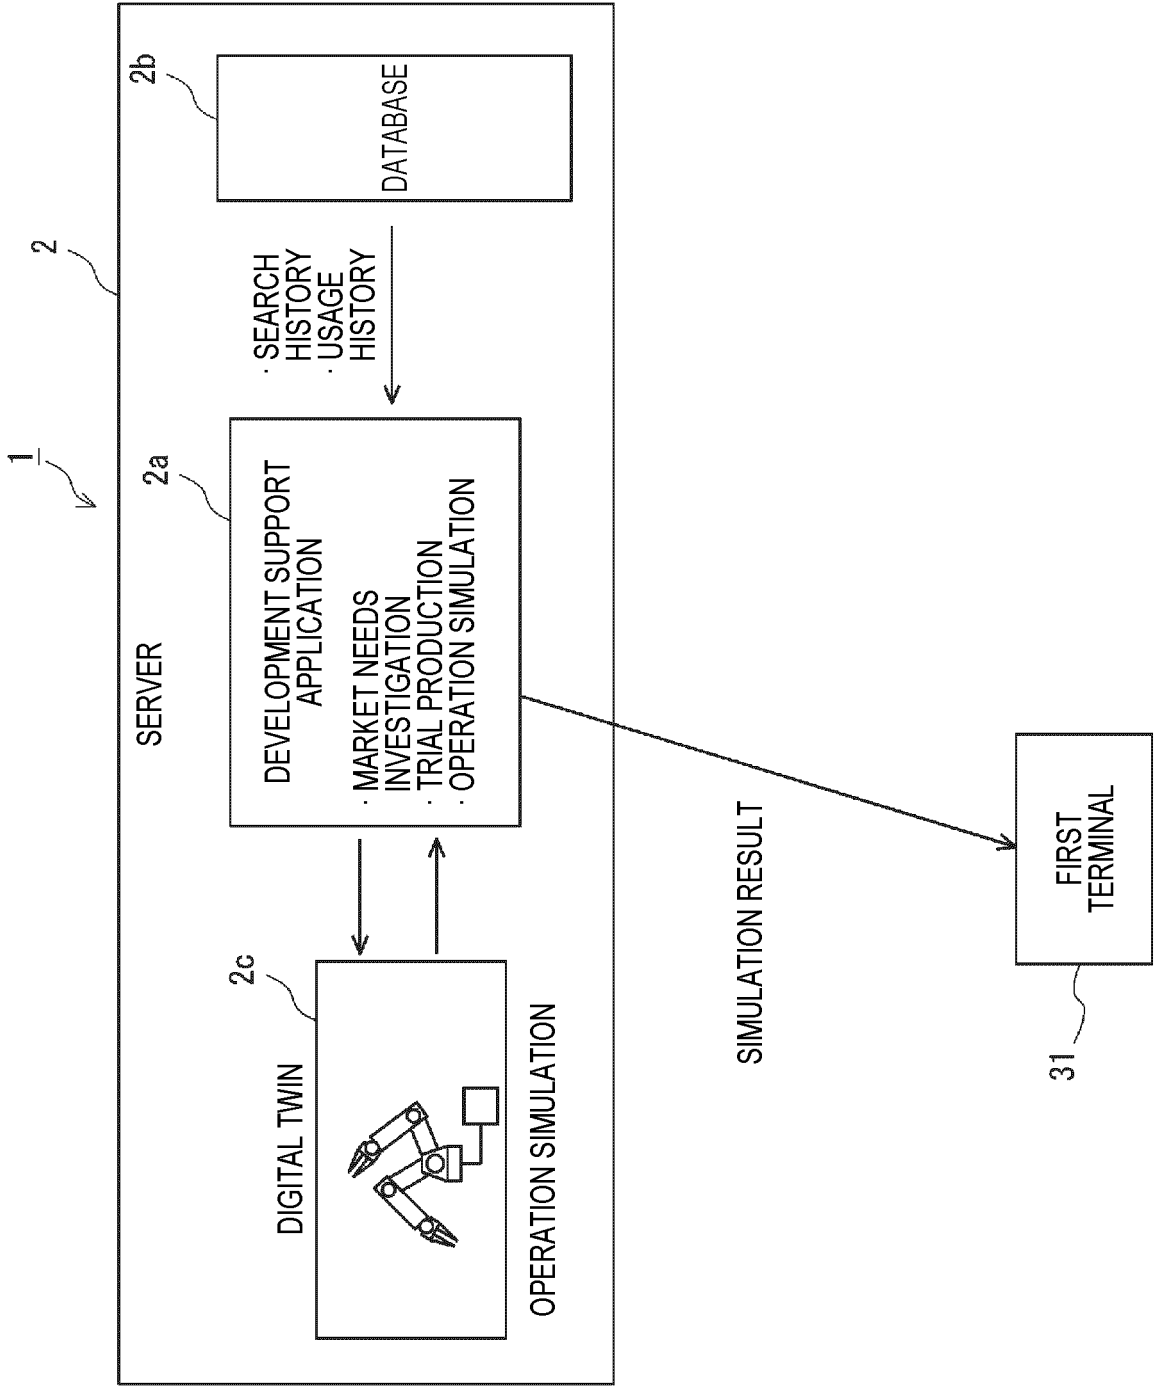 1
2
SERVER
2c
2a
2b
DIGITAL TWIN
OPERATION SIMULATION
DEVELOPMENT SUPPORT
APPLICATION
· MARKET NEEDS
INVESTIGATION
· TRIAL PRODUCTION
· OPERATION SIMULATION
· SEARCH
HISTORY
· USAGE
HISTORY
DATABASE
SIMULATION RESULT
31
FIRST
TERMINAL